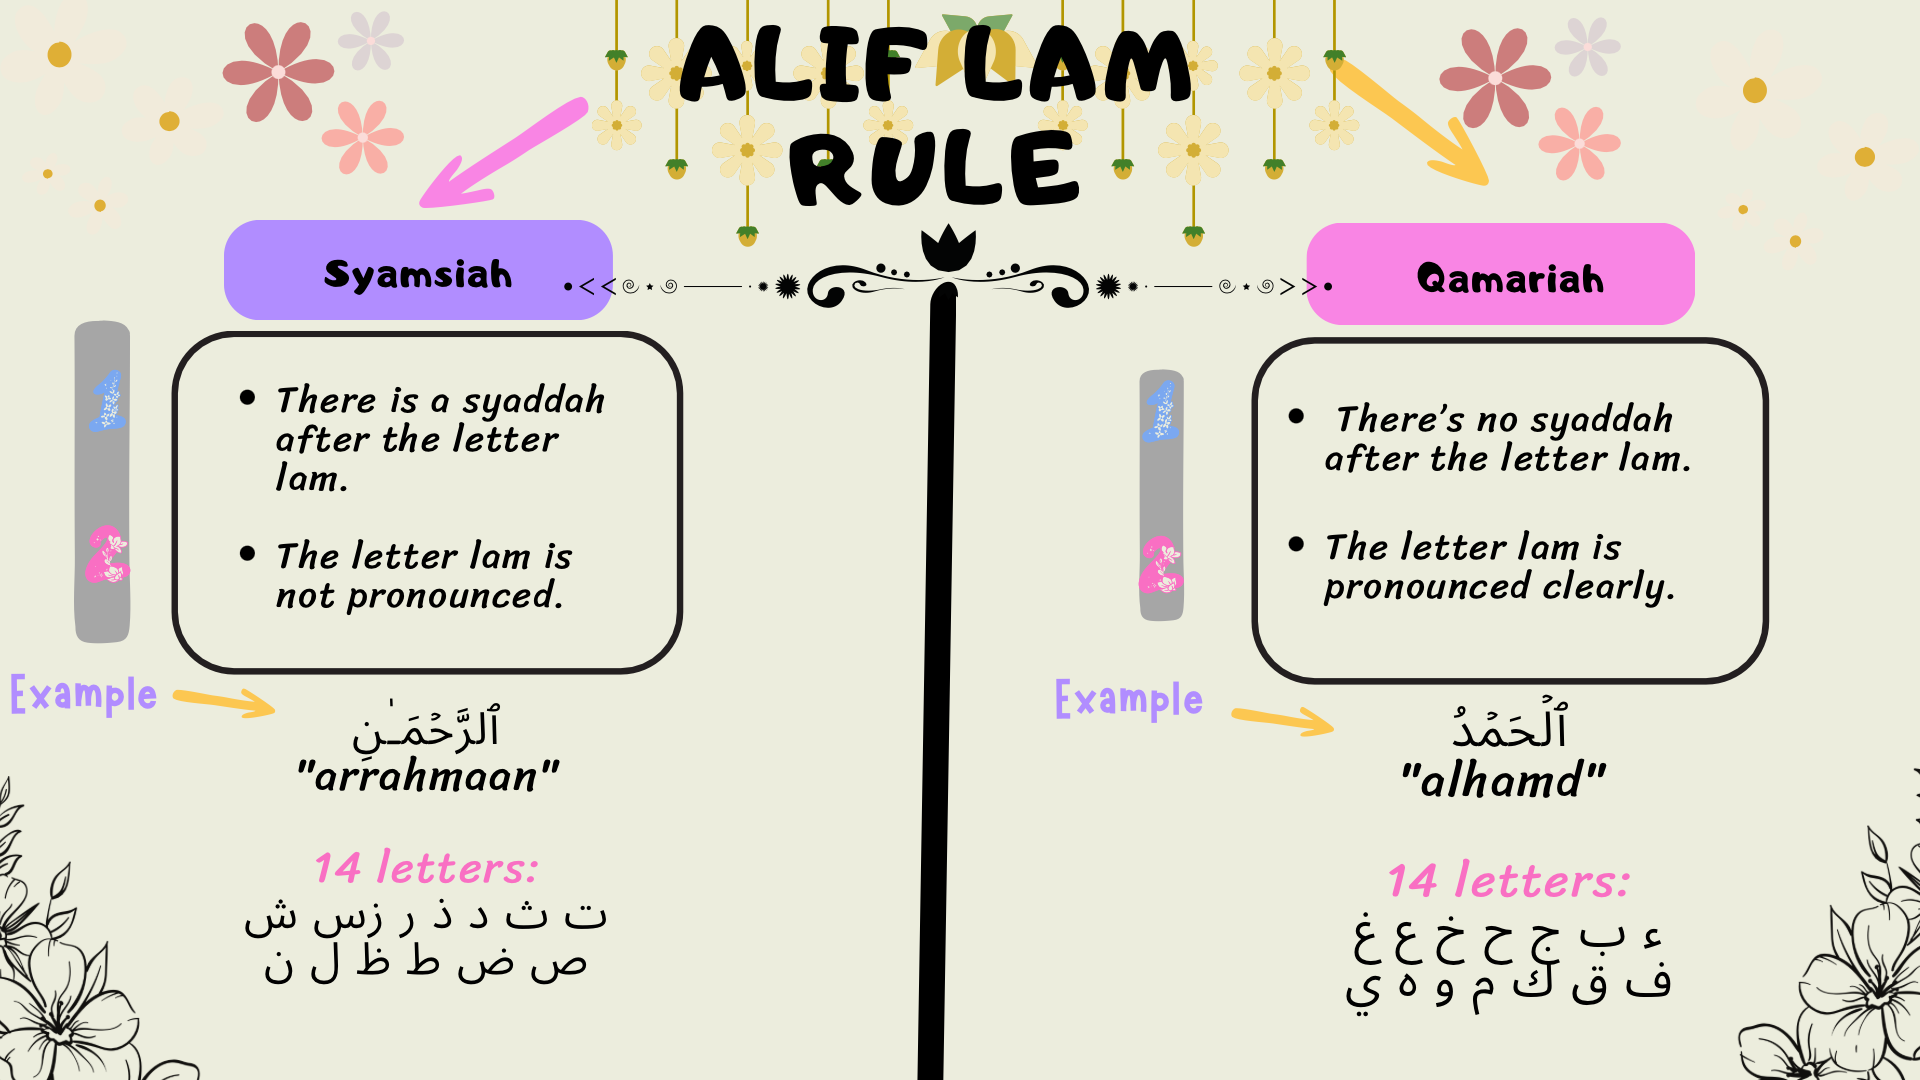 ALIF LAM
RULE
Syamsiah
1
2
• There is a syaddah
after the letter
lam.
• The letter lam is
not pronounced.
Example
ٱلرَّحْمَـٰنِ
"arrahmaan"
14 letters:
ت ث د ذ ر زس ش
ص ض ط ظ ل ن
Qamariah
1
2
• There’s no syaddah
after the letter lam.
• The letter lam is
pronounced clearly.
Example
ٱلْحَمْدُ
"alhamd"
14 letters:
ء ب ج ح خ ع غ
ف ق ك م و ه ي